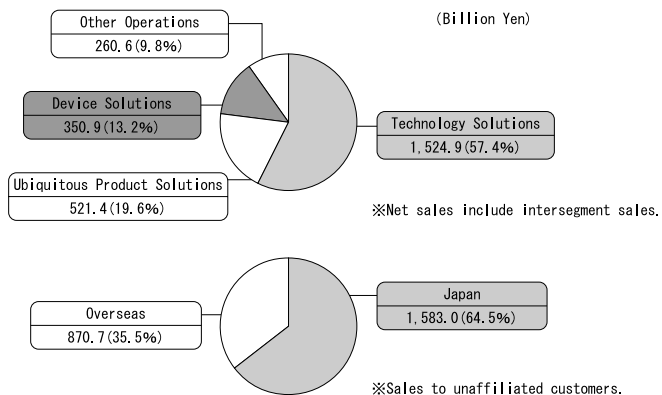 (Billion Yen)
Other Operations
260.6(9.8%)
Device Solutions
350.9(13.2%)
Technology Solutions
1,524.9(57.4%)
Ubiquitous Product Solutions
521.4(19.6%)
※Net sales include intersegment sales.
Japan
1,583.0(64.5%)
Overseas
870.7(35.5%)
※Sales to unaffiliated customers.